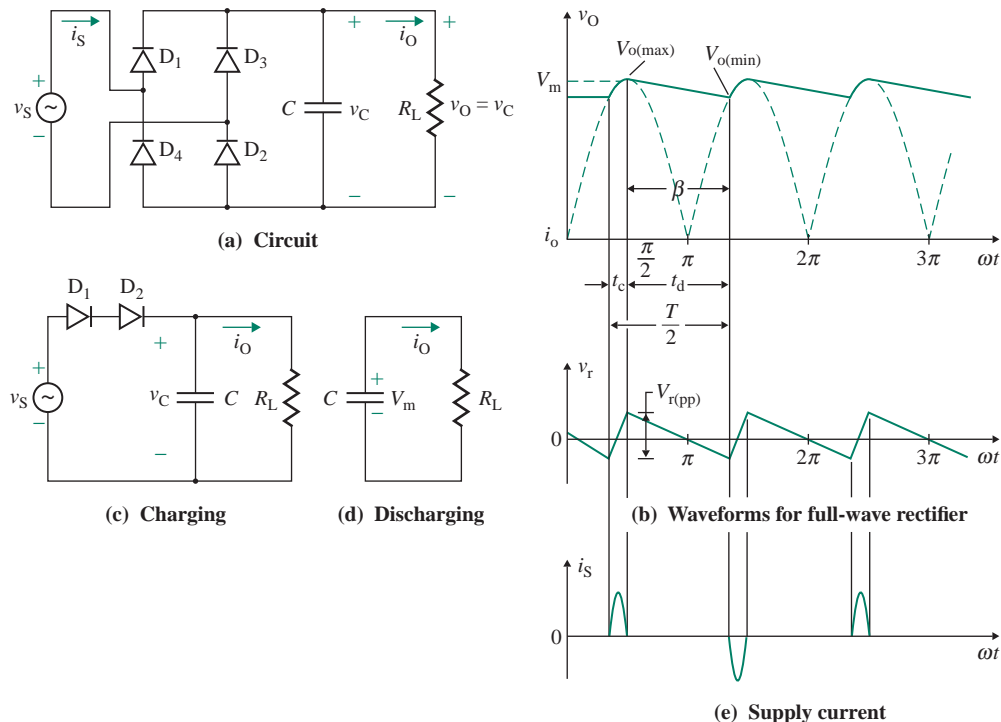 i_S
D_1
D_3
D_4
D_2
+
v_S
~
−
C
+
v_C
−
i_O
R_L
+
v_O = v_C
−
(a) Circuit
D_1 D_2
+
v_S
~
−
+
v_C
−
C
i_O
R_L
(c) Charging
C
+
V_m
−
i_O
R_L
(d) Discharging
v_O
V_o(max)
V_o(min)
V_m
β
i_o
π/2
π
2π
3π
ωt
t_c
t_d
T/2
v_r
V_r(pp)
0
π
2π
3π
ωt
(b) Waveforms for full-wave rectifier
i_S
0
ωt
(e) Supply current